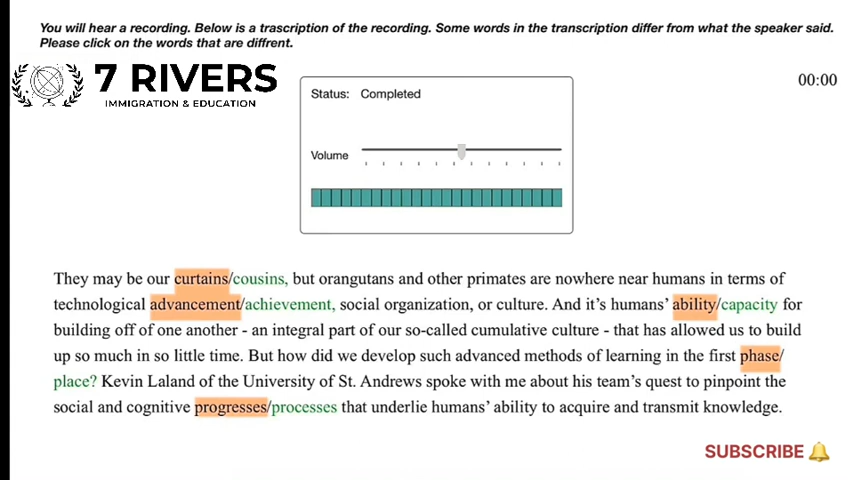 You will hear a recording. Below is a trascription of the recording. Some words in the transcription differ from what the speaker said.
Please click on the words that are diffrent.
7 RIVERS
IMMIGRATION & EDUCATION
00:00
Status: Completed
Volume
They may be our curtains/cousins, but orangutans and other primates are nowhere near humans in terms of
technological advancement/achievement, social organization, or culture. And it's humans' ability/capacity for
building off of one another - an integral part of our so-called cumulative culture - that has allowed us to build
up so much in so little time. But how did we develop such advanced methods of learning in the first phase/
place? Kevin Laland of the University of St. Andrews spoke with me about his team's quest to pinpoint the
social and cognitive progresses/processes that underlie humans' ability to acquire and transmit knowledge.
SUBSCRIBE